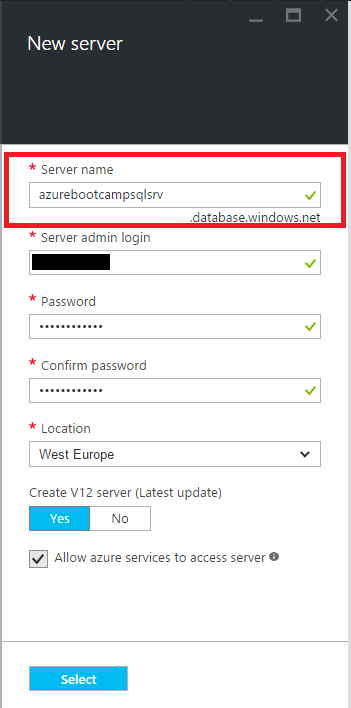 New server
* Server name
azurebootcampsqlsrv
.database.windows.net
* Server admin login
* Password
••••••••••••
* Confirm password
••••••••••••
* Location
West Europe
Create V12 server (Latest update)
Yes No
Allow azure services to access server
Select